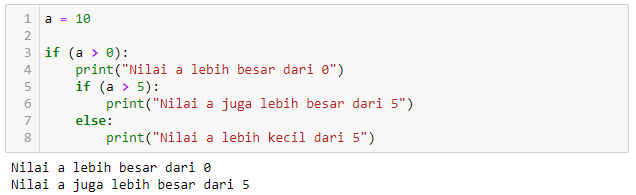 1 a = 10
2
3 if (a > 0):
4     print("Nilai a lebih besar dari 0")
5     if (a > 5):
6         print("Nilai a juga lebih besar dari 5")
7     else:
8         print("Nilai a lebih kecil dari 5")
Nilai a lebih besar dari 0
Nilai a juga lebih besar dari 5